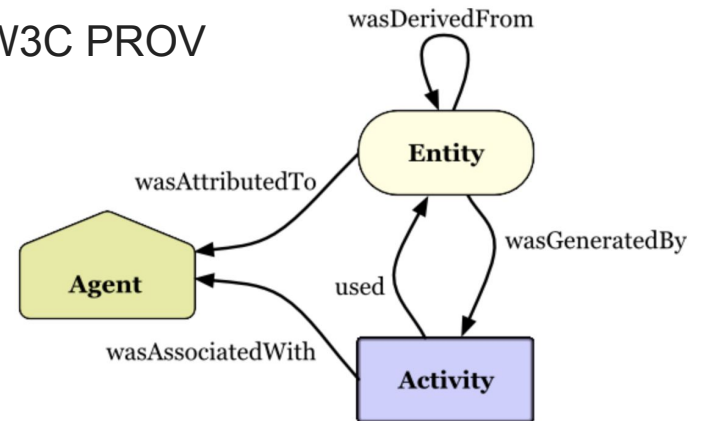 W3C PROV
wasDerivedFrom
Entity
wasAttributedTo
wasGeneratedBy
Agent
used
wasAssociatedWith
Activity